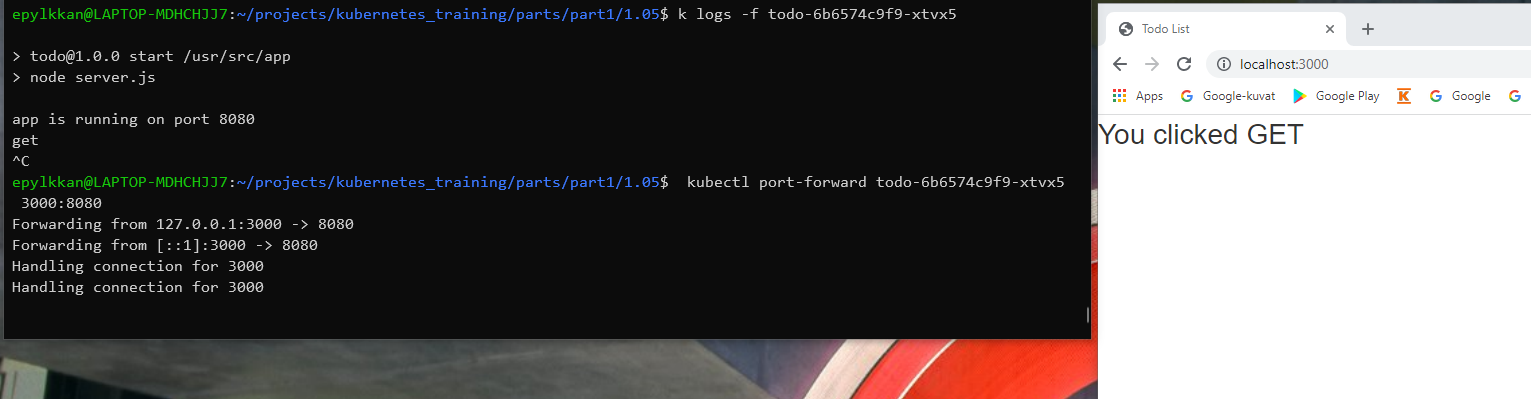 epylkkan@LAPTOP-MDHCHJJ7:~/projects/kubernetes_training/parts/part1/1.05$ k logs -f todo-6b6574c9f9-xtvx5
> todo@1.0.0 start /usr/src/app
> node server.js
app is running on port 8080
get
^C
epylkkan@LAPTOP-MDHCHJJ7:~/projects/kubernetes_training/parts/part1/1.05$  kubectl port-forward todo-6b6574c9f9-xtvx5
 3000:8080
Forwarding from 127.0.0.1:3000 -> 8080
Forwarding from [::1]:3000 -> 8080
Handling connection for 3000
Handling connection for 3000
Todo List
localhost:3000
Apps Google-kuvat Google Play K Google G
You clicked GET